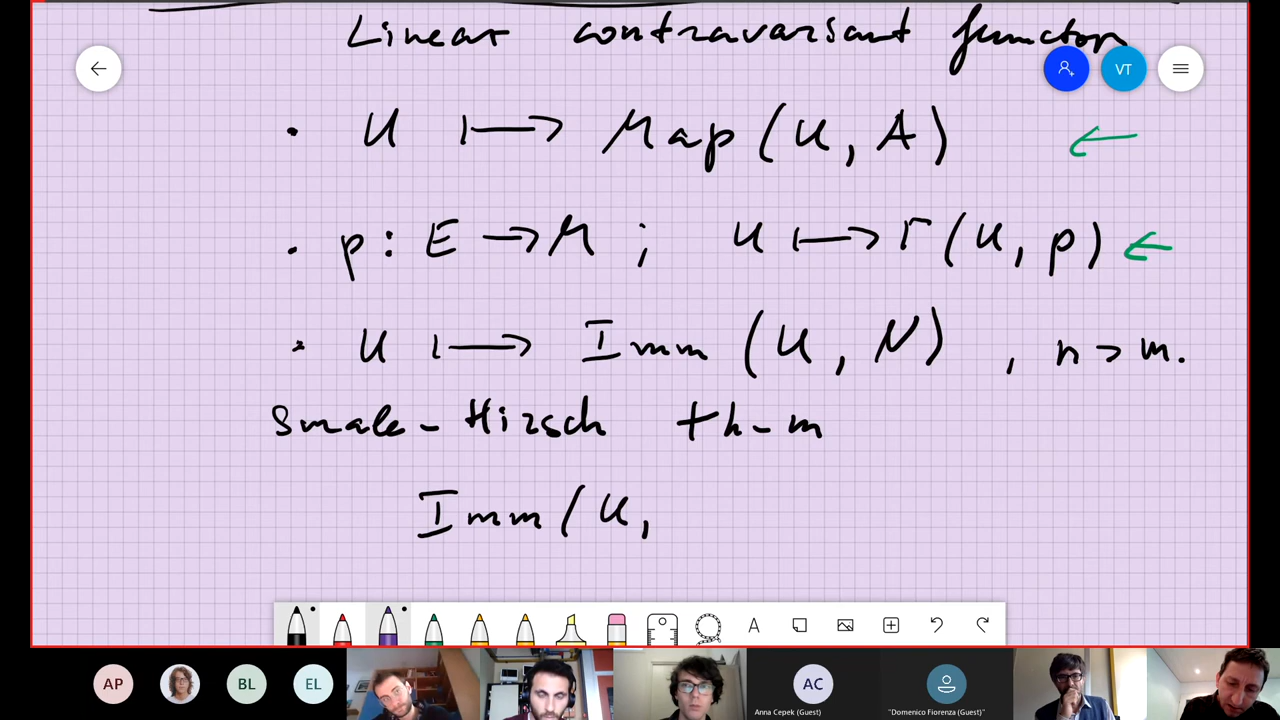 Linear contravariant functors
VT
• U ⟼ Map (U, A) ←
• p : E → M ; U ⟼ Γ (U, p) ←
• U ⟼ Imm (U, N) , n > m.
Smale - Hirsch th-m
Imm (U,
A
AP
BL
EL
AC
Anna Cepek (Guest)
"Domenico Fiorenza (Guest)"